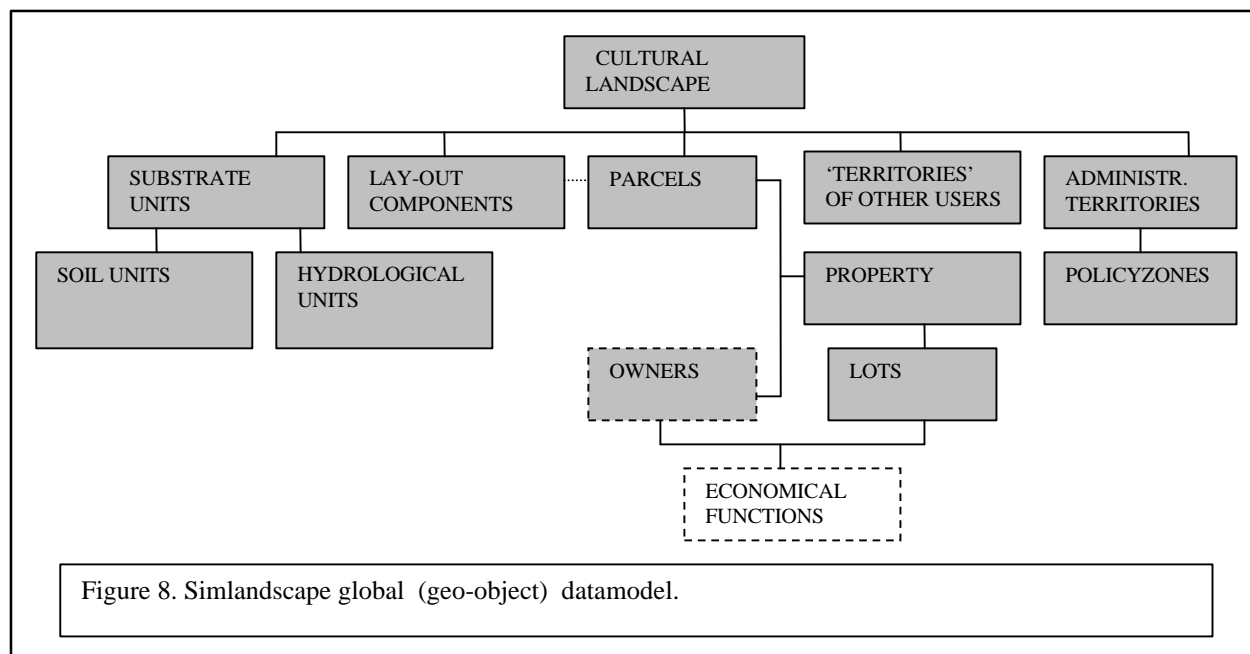 CULTURAL
LANDSCAPE
SUBSTRATE
UNITS
LAY-OUT
COMPONENTS
PARCELS
‘TERRITORIES’
OF OTHER USERS
ADMINISTR.
TERRITORIES
SOIL UNITS
HYDROLOGICAL
UNITS
PROPERTY
POLICYZONES
OWNERS
LOTS
ECONOMICAL
FUNCTIONS
Figure 8. Simlandscape global (geo-object) datamodel.